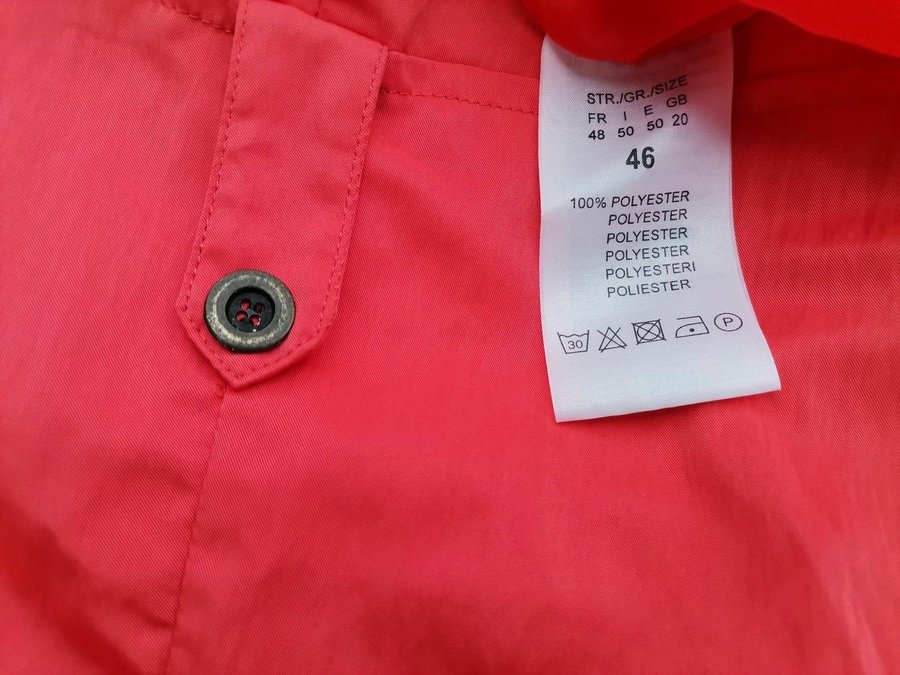 STR./GR./SIZE
FR I E GB
48 50 50 20
46
100% POLYESTER
POLYESTER
POLYESTER
POLYESTER
POLYESTERI
POLIESTER
30 P